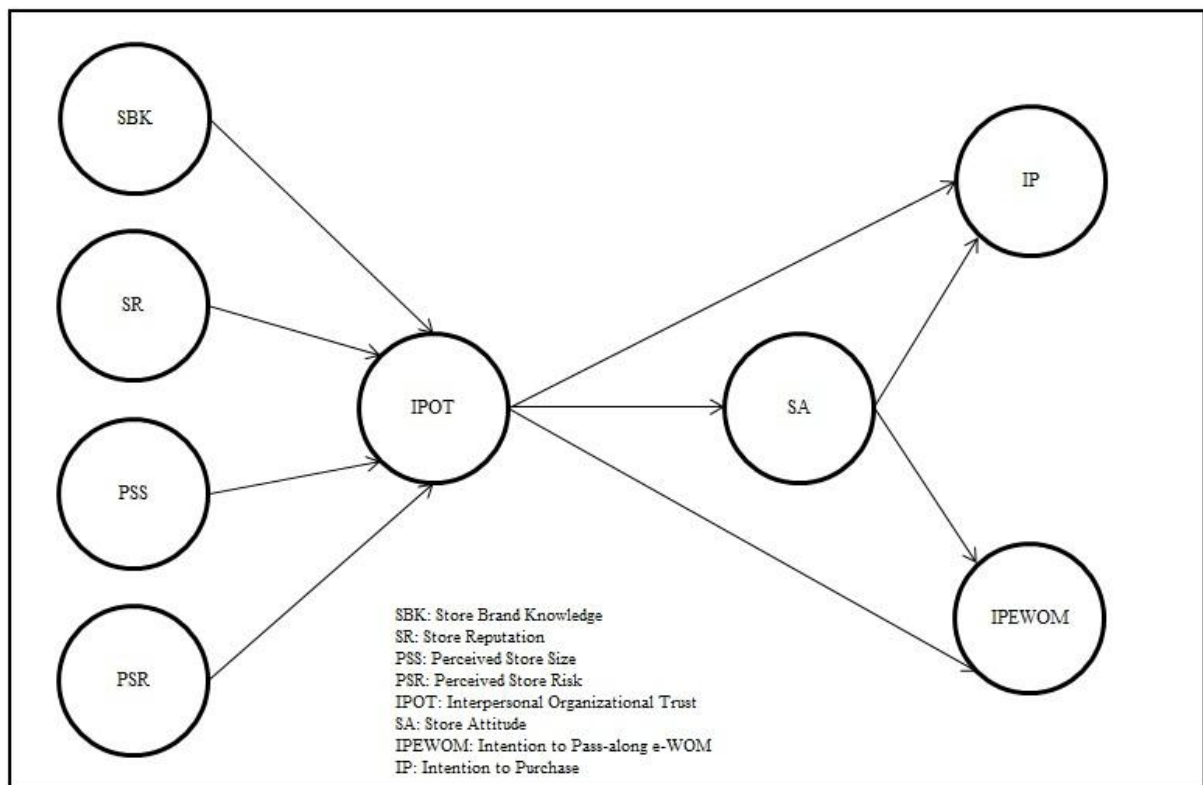 SBK
IP
SR
IPOT
SA
PSS
IPEWOM
PSR
SBK: Store Brand Knowledge
SR: Store Reputation
PSS: Perceived Store Size
PSR: Perceived Store Risk
IPOT: Interpersonal Organizational Trust
SA: Store Attitude
IPEWOM: Intention to Pass-along e-WOM
IP: Intention to Purchase